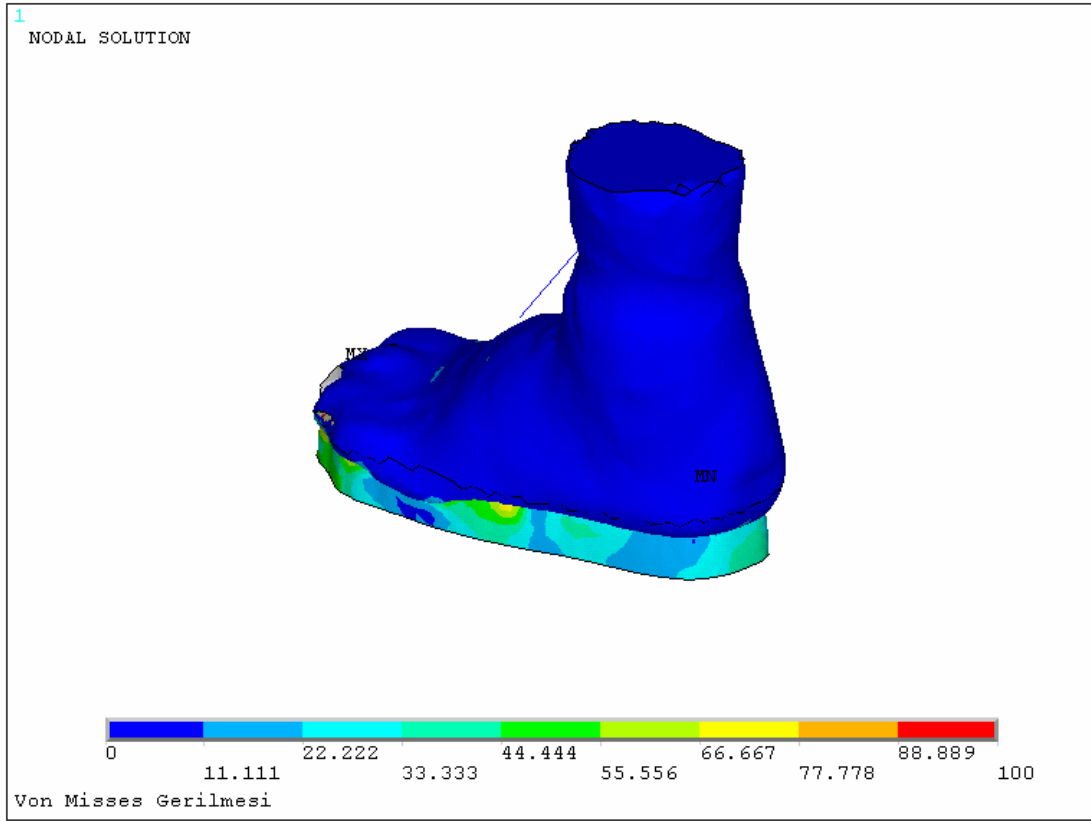 1
NODAL SOLUTION
MX
MN
0 22.222 44.444 66.667 88.889
11.111 33.333 55.556 77.778 100
Von Misses Gerilmesi